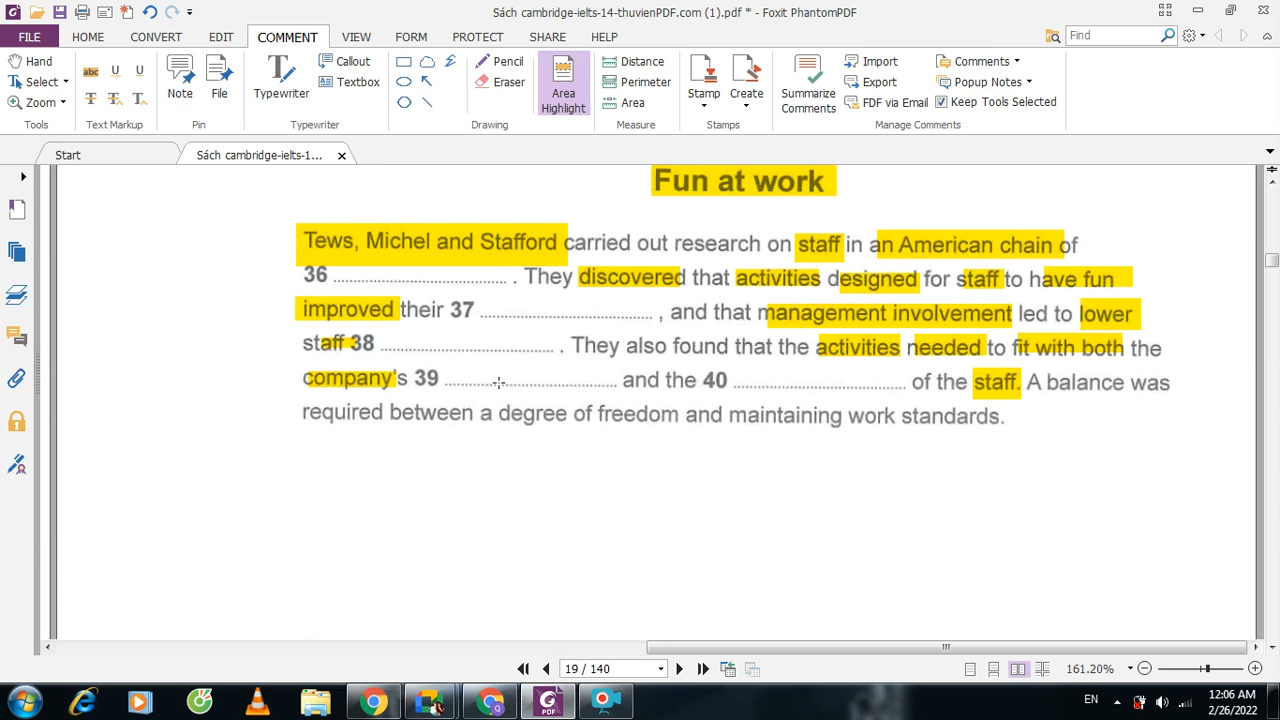 Sách cambridge-ielts-14-thuvienPDF.com (1).pdf * - Foxit PhantomPDF
FILE HOME CONVERT EDIT COMMENT VIEW FORM PROTECT SHARE HELP Find
Hand Select Zoom Tools
abc U U T T T Text Markup
Note File Pin
Typewriter Callout Textbox Typewriter
Pencil Eraser Area Highlight Drawing
Distance Perimeter Area Measure
Stamp Create Stamps
Summarize Comments Import Export FDF via Email Comments Popup Notes Keep Tools Selected Manage Comments
Start Sách cambridge-ielts-1...
Fun at work
Tews, Michel and Stafford carried out research on staff in an American chain of
36 .................................. . They discovered that activities designed for staff to have fun
improved their 37 .................................. , and that management involvement led to lower
staff 38 .................................. . They also found that the activities needed to fit with both the
company's 39 .................................. and the 40 .................................. of the staff. A balance was
required between a degree of freedom and maintaining work standards.
19 / 140 161.20%
PDF EN 12:06 AM
2/26/2022